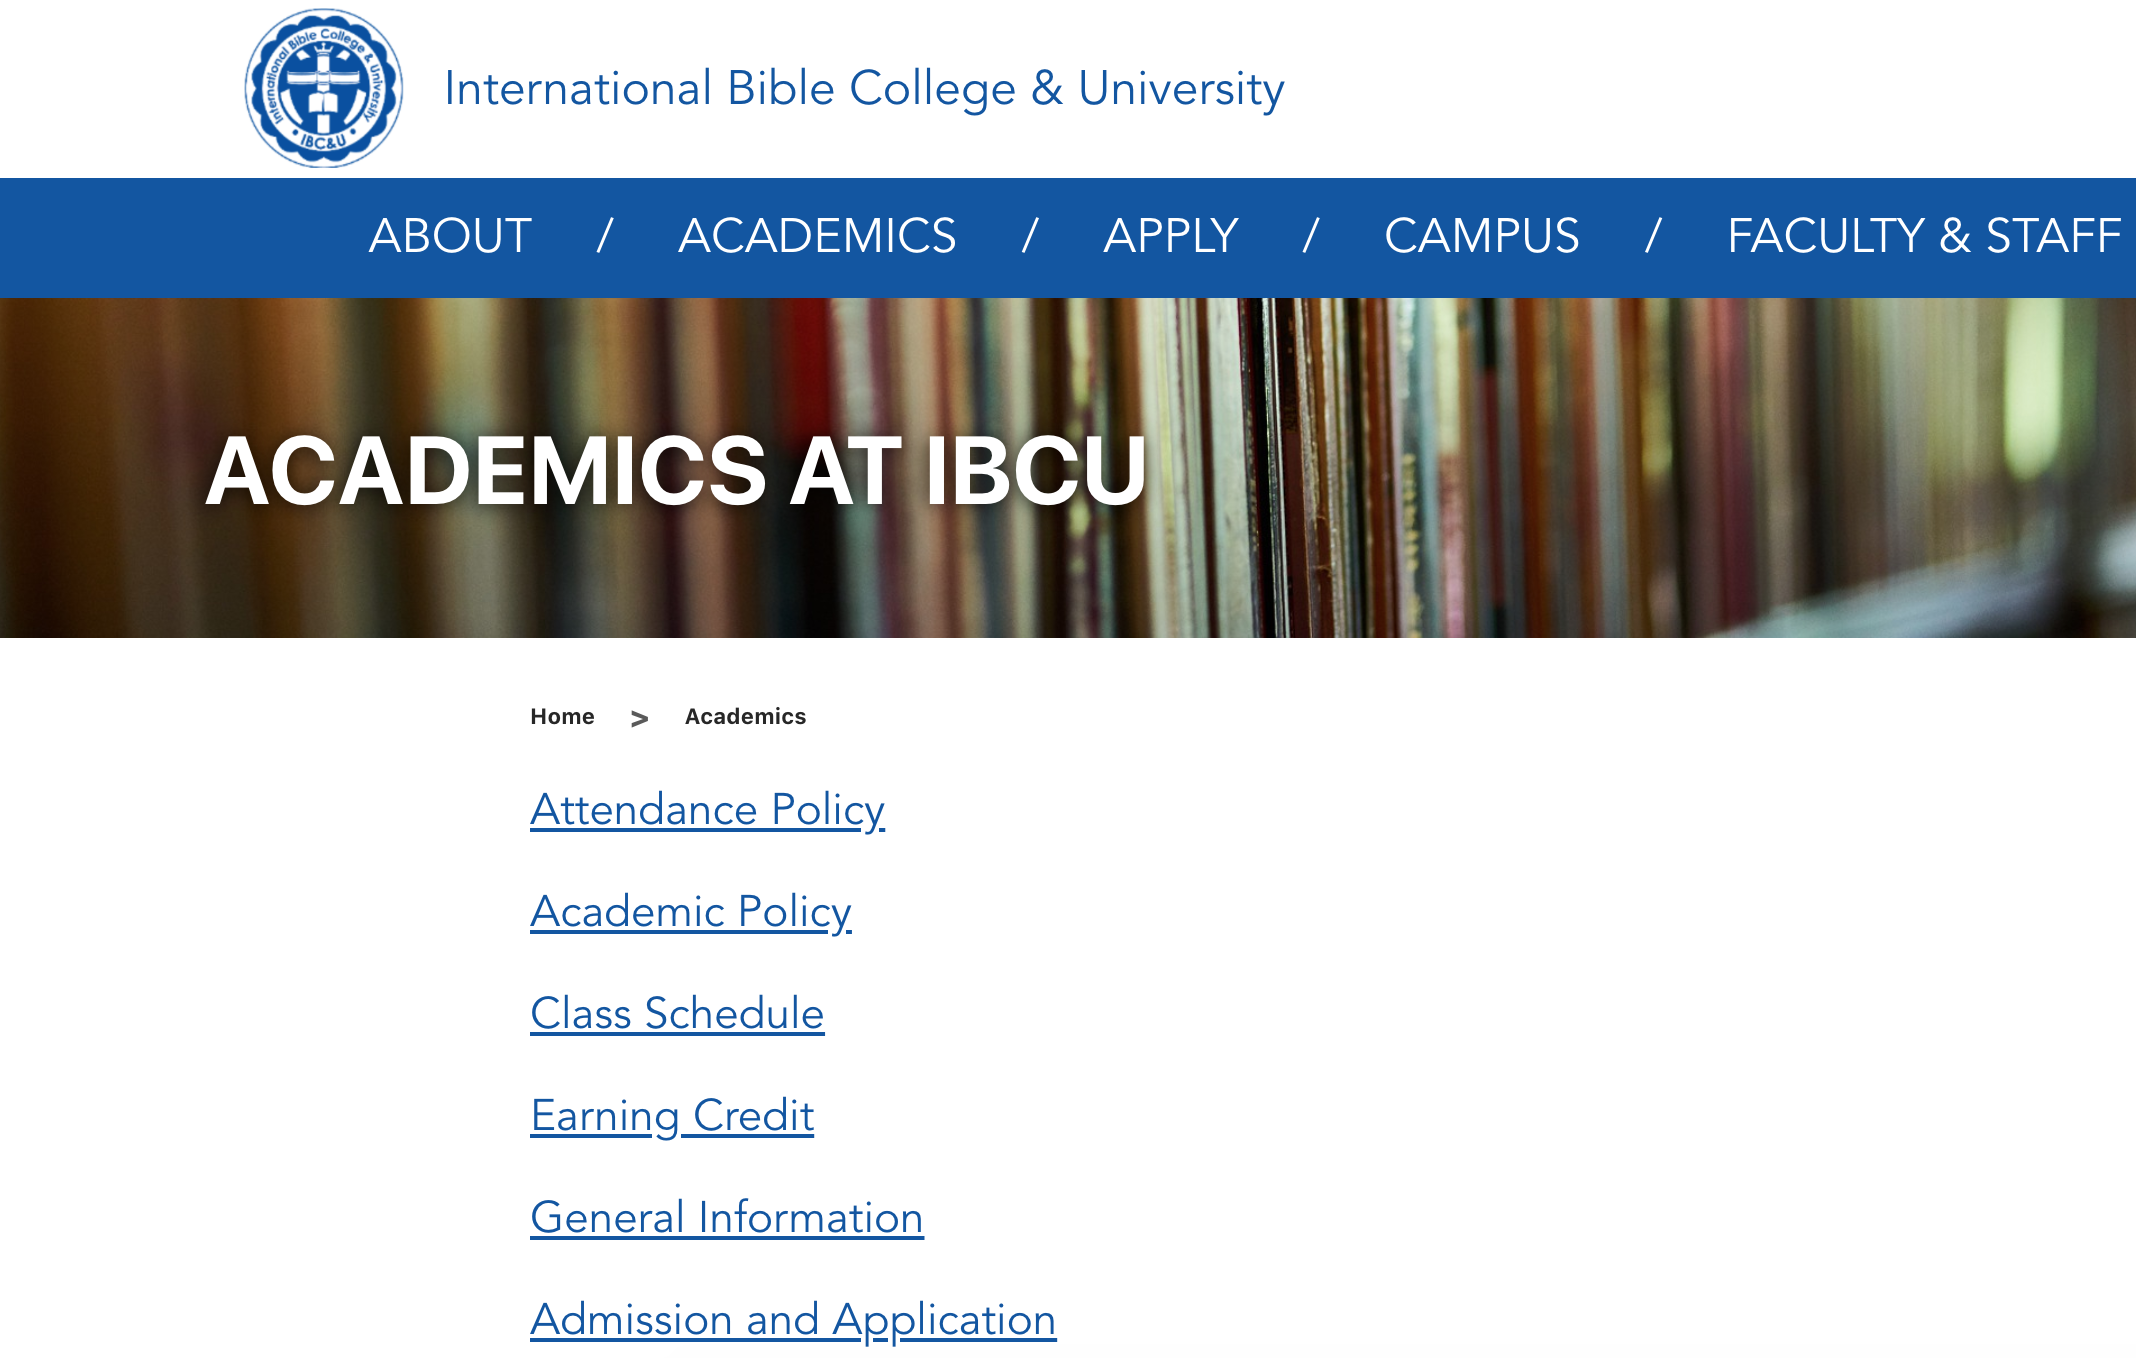 International Bible College & University
• IBC&U •
International Bible College & University
ABOUT / ACADEMICS / APPLY / CAMPUS / FACULTY & STAFF
ACADEMICS AT IBCU
Home > Academics
Attendance Policy
Academic Policy
Class Schedule
Earning Credit
General Information
Admission and Application